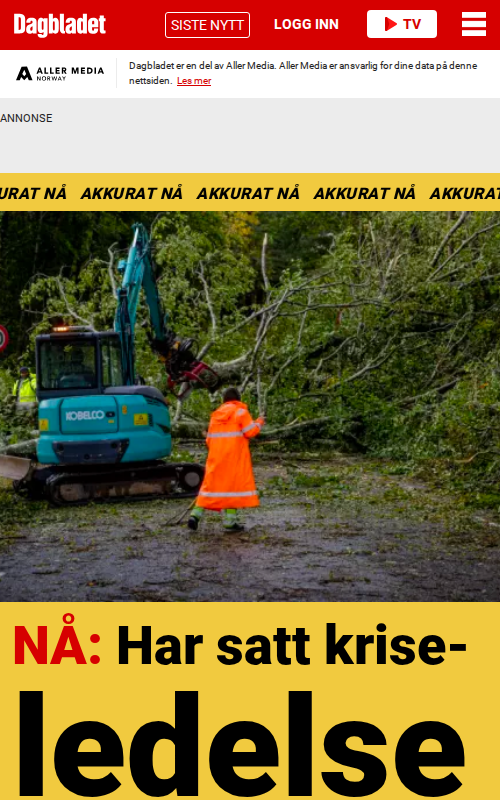 Dagbladet
SISTE NYTT
LOGG INN
TV
ALLER MEDIA
NORWAY
Dagbladet er en del av Aller Media. Aller Media er ansvarlig for dine data på denne
nettsiden. Les mer
ANNONSE
URAT NÅ AKKURAT NÅ AKKURAT NÅ AKKURAT NÅ AKKURAT
KOBELCO
NÅ: Har satt krise-
ledelse